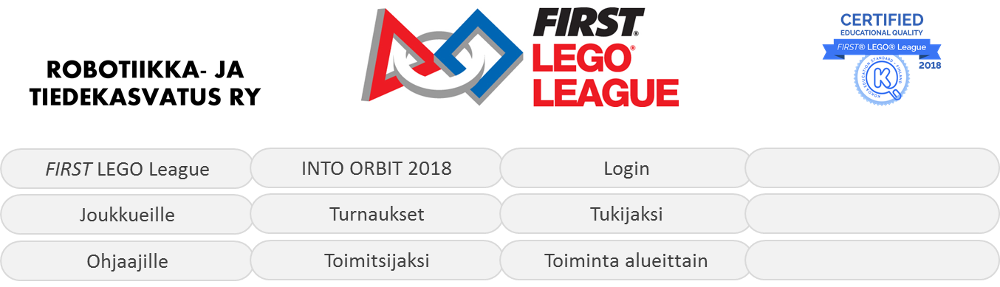 ROBOTIIKKA- JA
TIEDEKASVATUS RY
FIRST®
LEGO®
LEAGUE
CERTIFIED
EDUCATIONAL QUALITY
FIRST® LEGO® League
2018
KOKOA EDUCATION STANDARD - FINLAND
K
FIRST LEGO League
INTO ORBIT 2018
Login
Joukkueille
Turnaukset
Tukijaksi
Ohjaajille
Toimitsijaksi
Toiminta alueittain